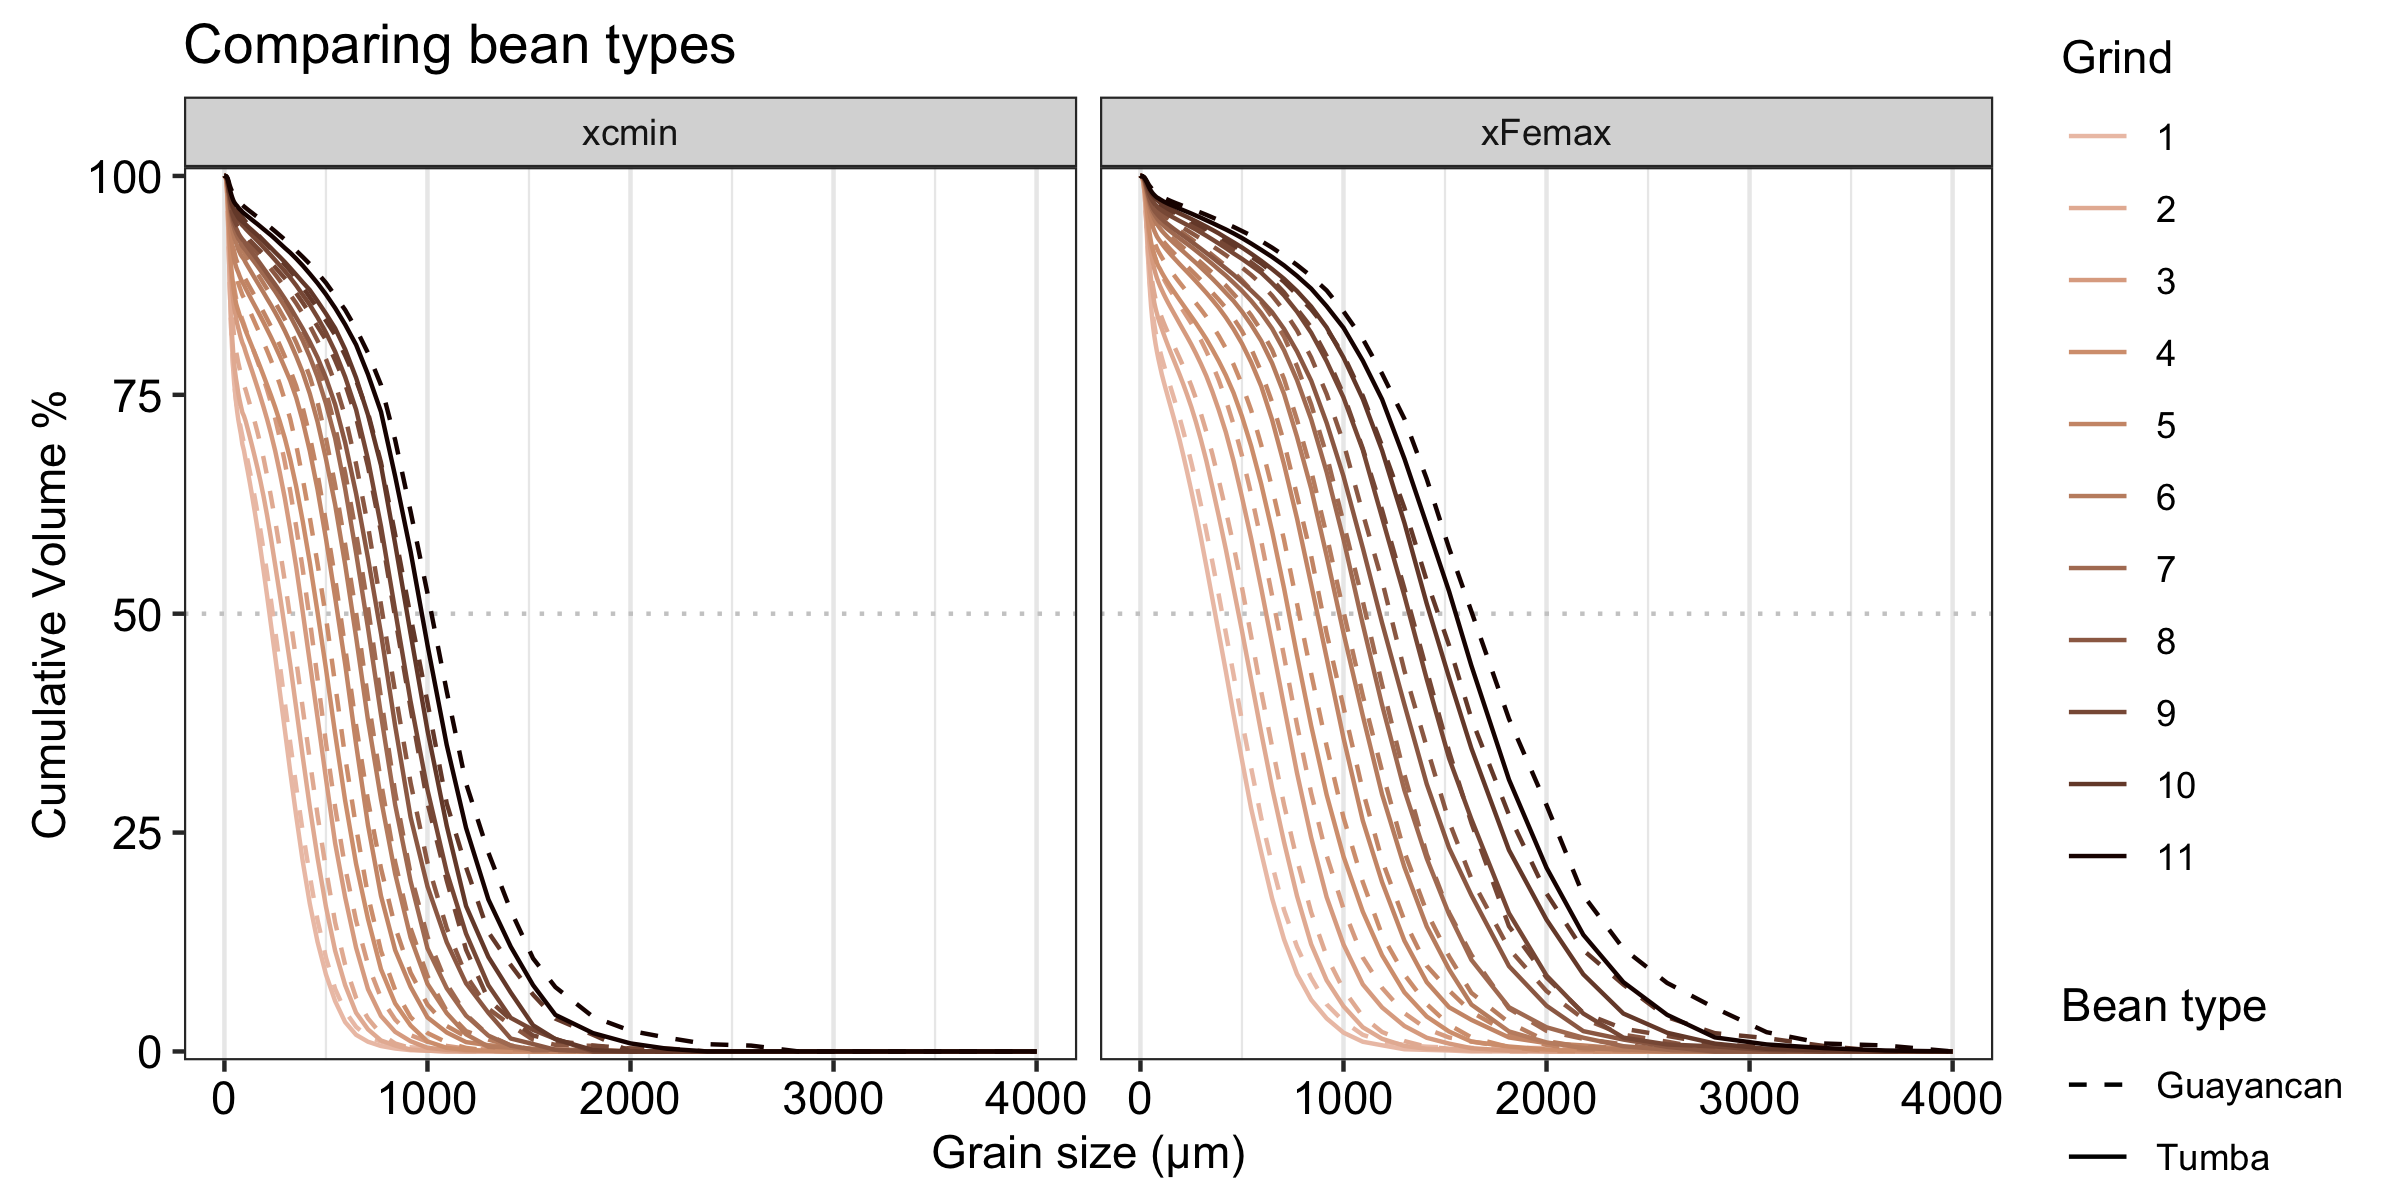 Comparing bean types
xcmin
xFemax
Cumulative Volume %
100
75
50
25
0
0 1000 2000 3000 4000
0 1000 2000 3000 4000
Grain size (µm)
Grind
1
2
3
4
5
6
7
8
9
10
11
Bean type
Guayancan
Tumba